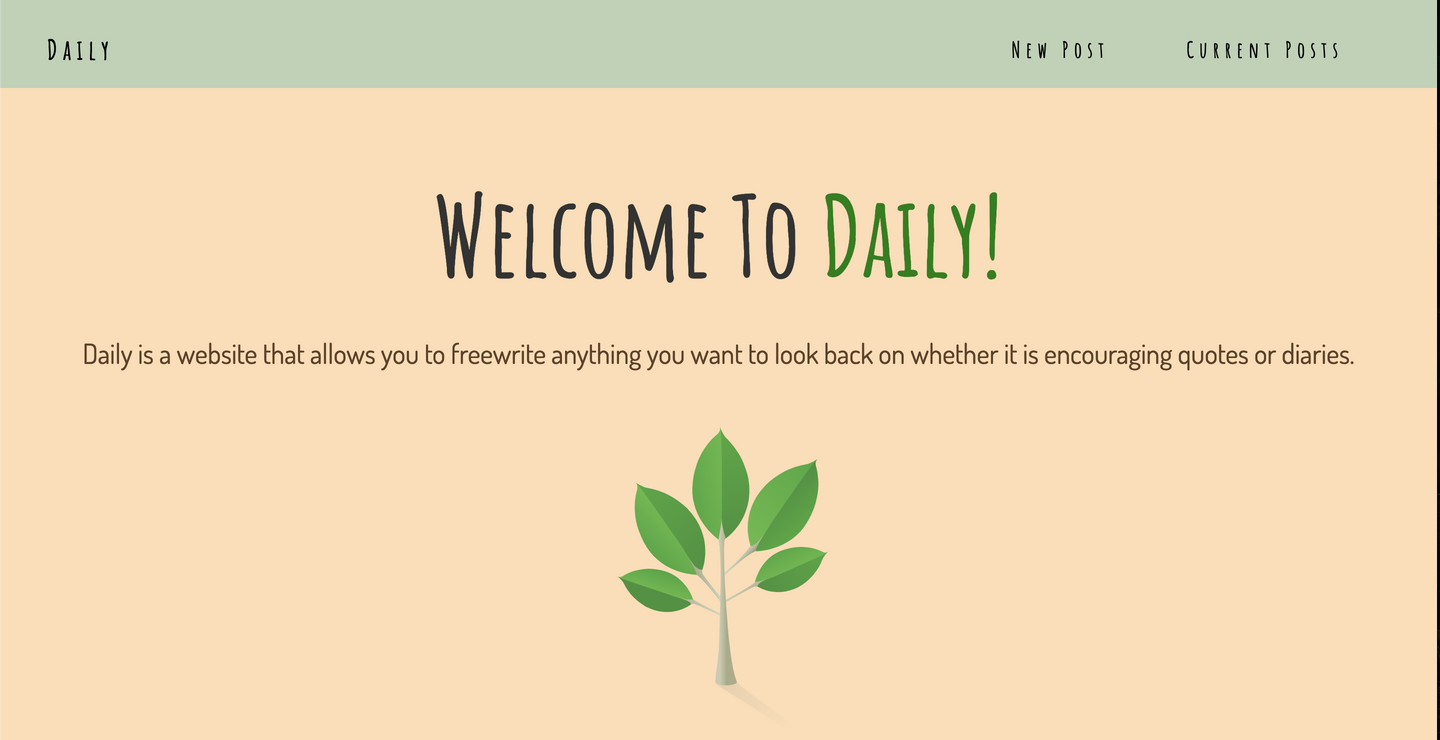 Daily
New Post
Current Posts
Welcome To Daily!
Daily is a website that allows you to freewrite anything you want to look back on whether it is encouraging quotes or diaries.